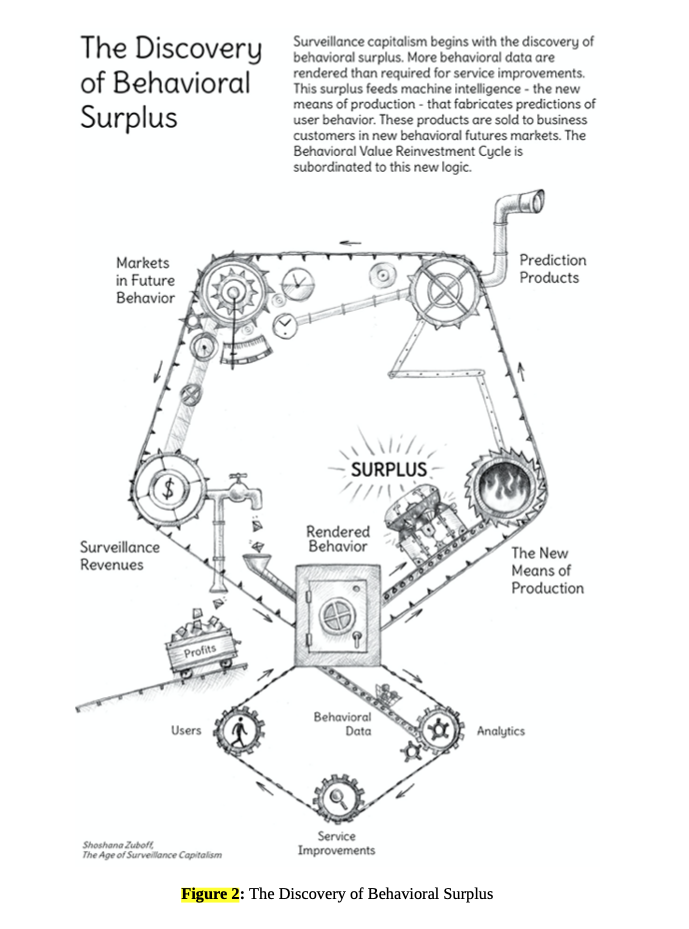 The Discovery
of Behavioral
Surplus
Surveillance capitalism begins with the discovery of
behavioral surplus. More behavioral data are
rendered than required for service improvements.
This surplus feeds machine intelligence - the new
means of production - that fabricates predictions of
user behavior. These products are sold to business
customers in new behavioral futures markets. The
Behavioral Value Reinvestment Cycle is
subordinated to this new logic.
Markets
in Future
Behavior
Prediction
Products
$
SURPLUS
Rendered
Behavior
Surveillance
Revenues
The New
Means of
Production
Profits
Users
Behavioral
Data
Analytics
Service
Improvements
Shoshana Zuboff,
The Age of Surveillance Capitalism
Figure 2: The Discovery of Behavioral Surplus